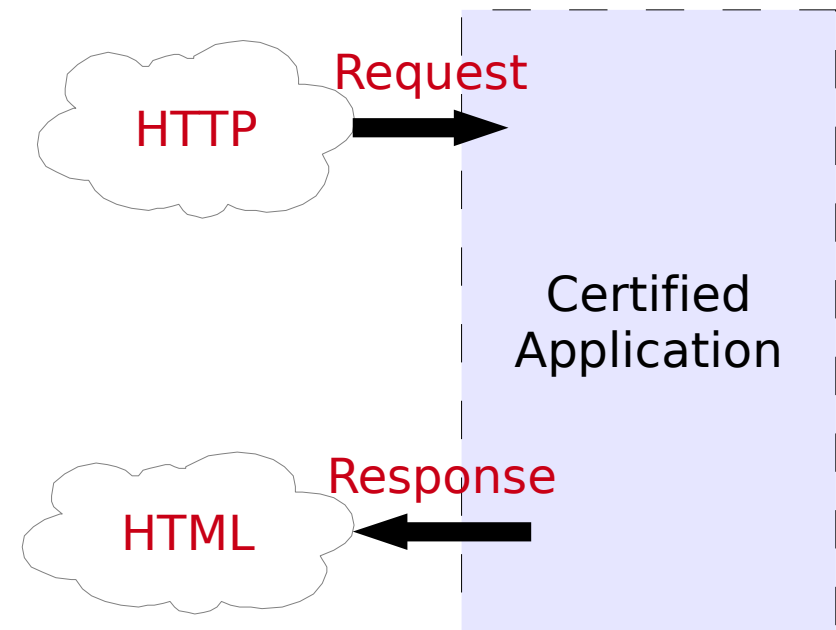 Request
HTTP
Certified
Application
Response
HTML